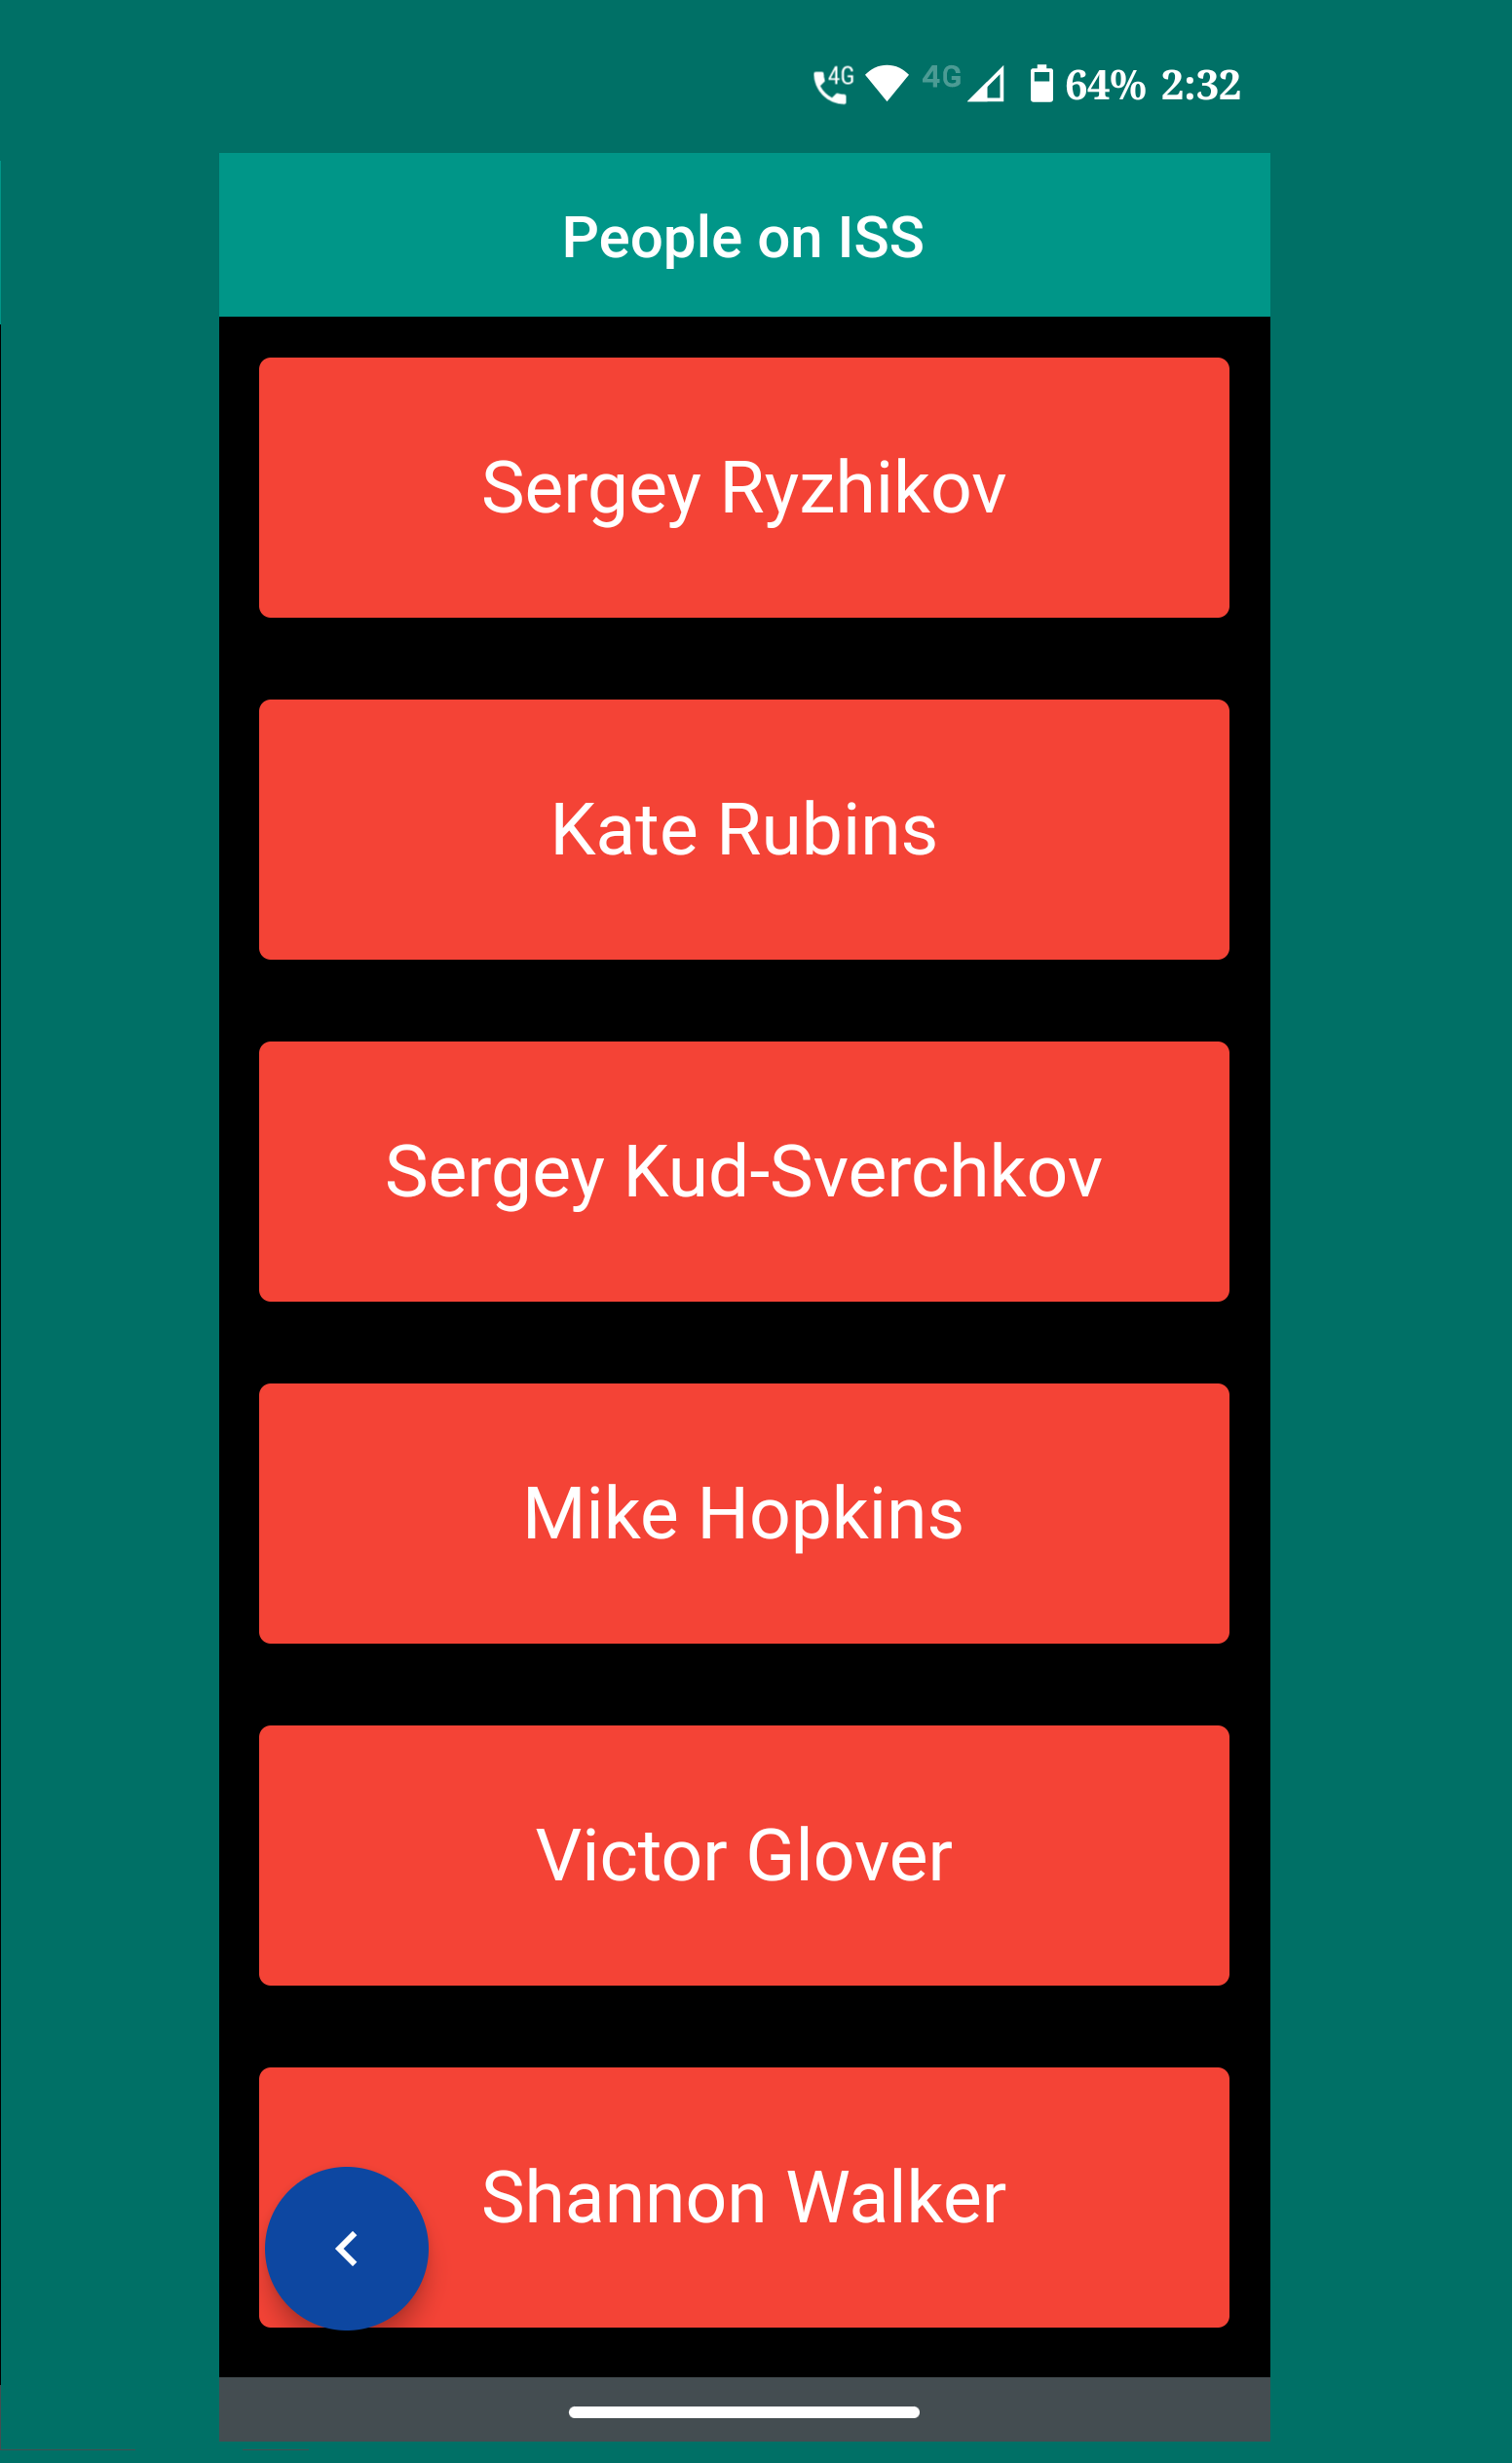 4G 4G 64% 2:32
People on ISS
Sergey Ryzhikov
Kate Rubins
Sergey Kud-Sverchkov
Mike Hopkins
Victor Glover
Shannon Walker